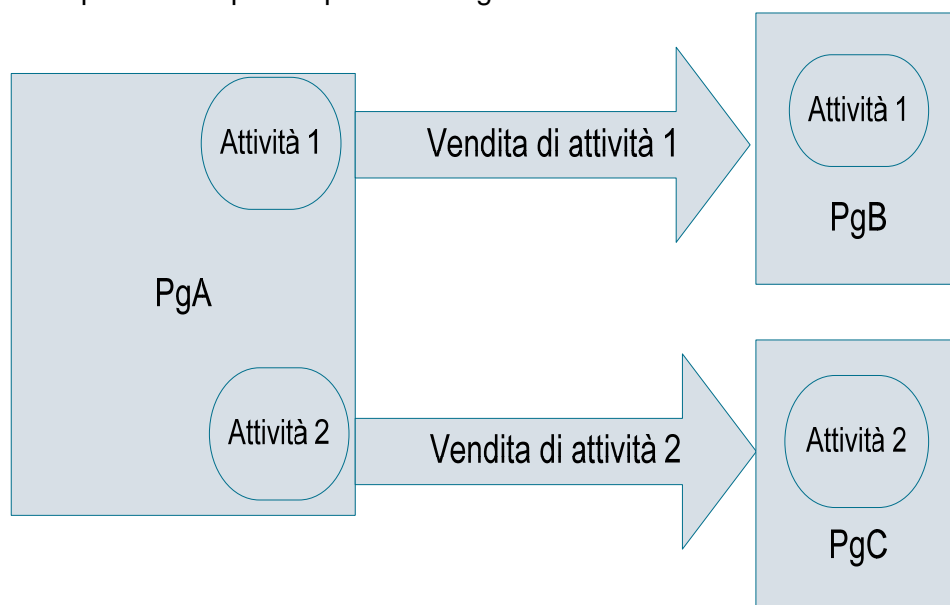 Attività 1
Vendita di attività 1
Attività 1
PgB
PgA
Attività 2
Vendita di attività 2
Attività 2
PgC